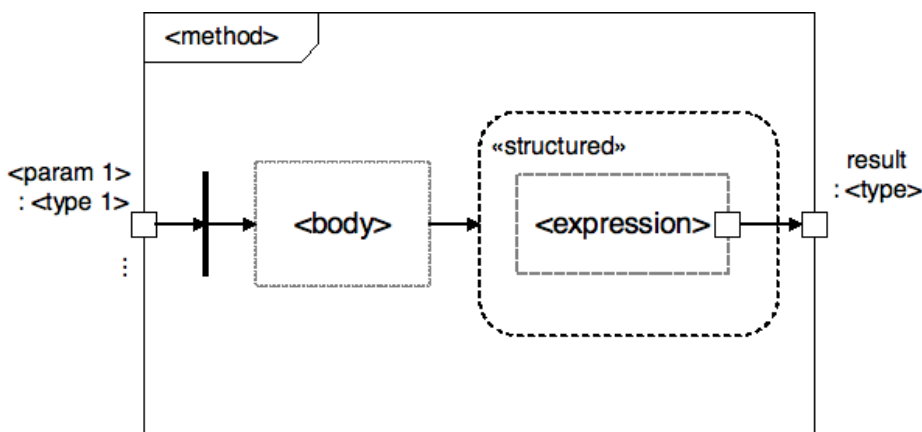 <method>
<param 1>
: <type 1>
...
<body>
«structured»
<expression>
result
: <type>